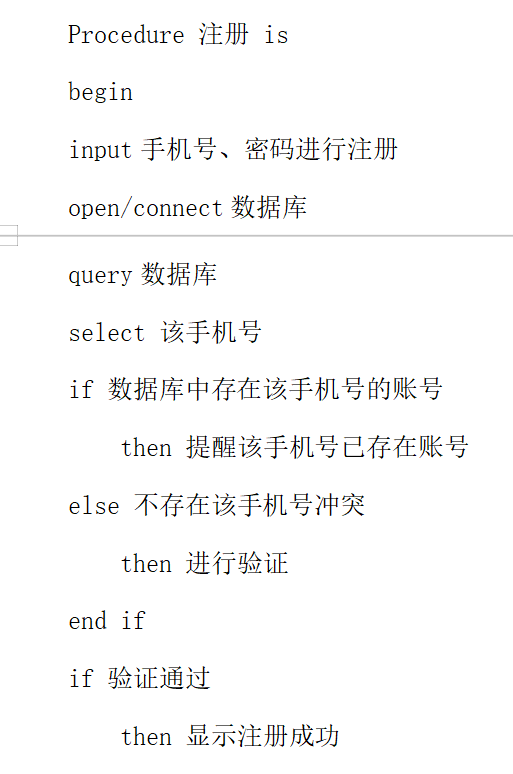 Procedure 注册 is
begin
input 手机号、密码进行注册
open/connect 数据库
query 数据库
select 该手机号
if 数据库中存在该手机号的账号
then 提醒该手机号已存在账号
else 不存在该手机号冲突
then 进行验证
end if
if 验证通过
then 显示注册成功